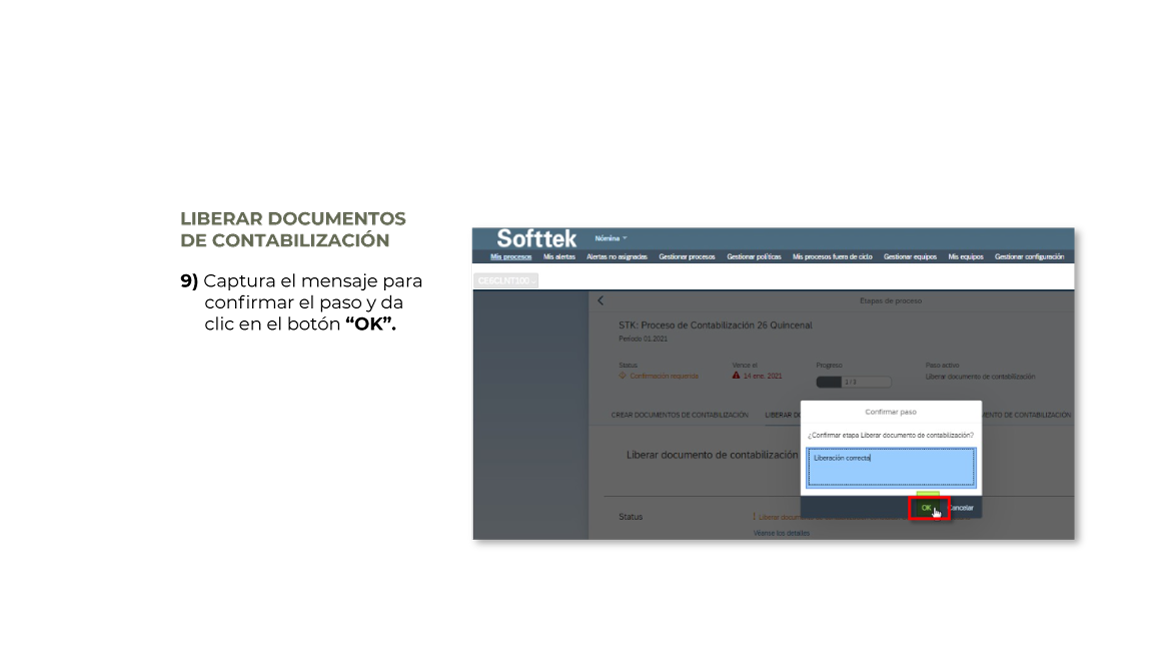 LIBERAR DOCUMENTOS
DE CONTABILIZACIÓN
9) Captura el mensaje para
confirmar el paso y da
clic en el botón “OK”.
Softtek Nómina
Mis procesos Mis alertas Alertas no asignadas Gestionar procesos Gestionar políticas Mis procesos fuera de ciclo Gestionar equipos Mis equipos Gestionar configuración
Etapas de proceso
STK: Proceso de Contabilización 26 Quincenal
Período 01.2021
Status Vence el Progreso Paso activo
Confirmación requerida 14 ene. 2021 1 / 3 Liberar documento de contabilización
Confirmar paso
CREAR DOCUMENTOS DE CONTABILIZACIÓN LIBERAR DO ENTO DE CONTABILIZACIÓN
¿Confirmar etapa Liberar documento de contabilización?
Liberar documento de contabilización
Liberación correcta
OK Cancelar
Status Liberar
Véanse los detalles